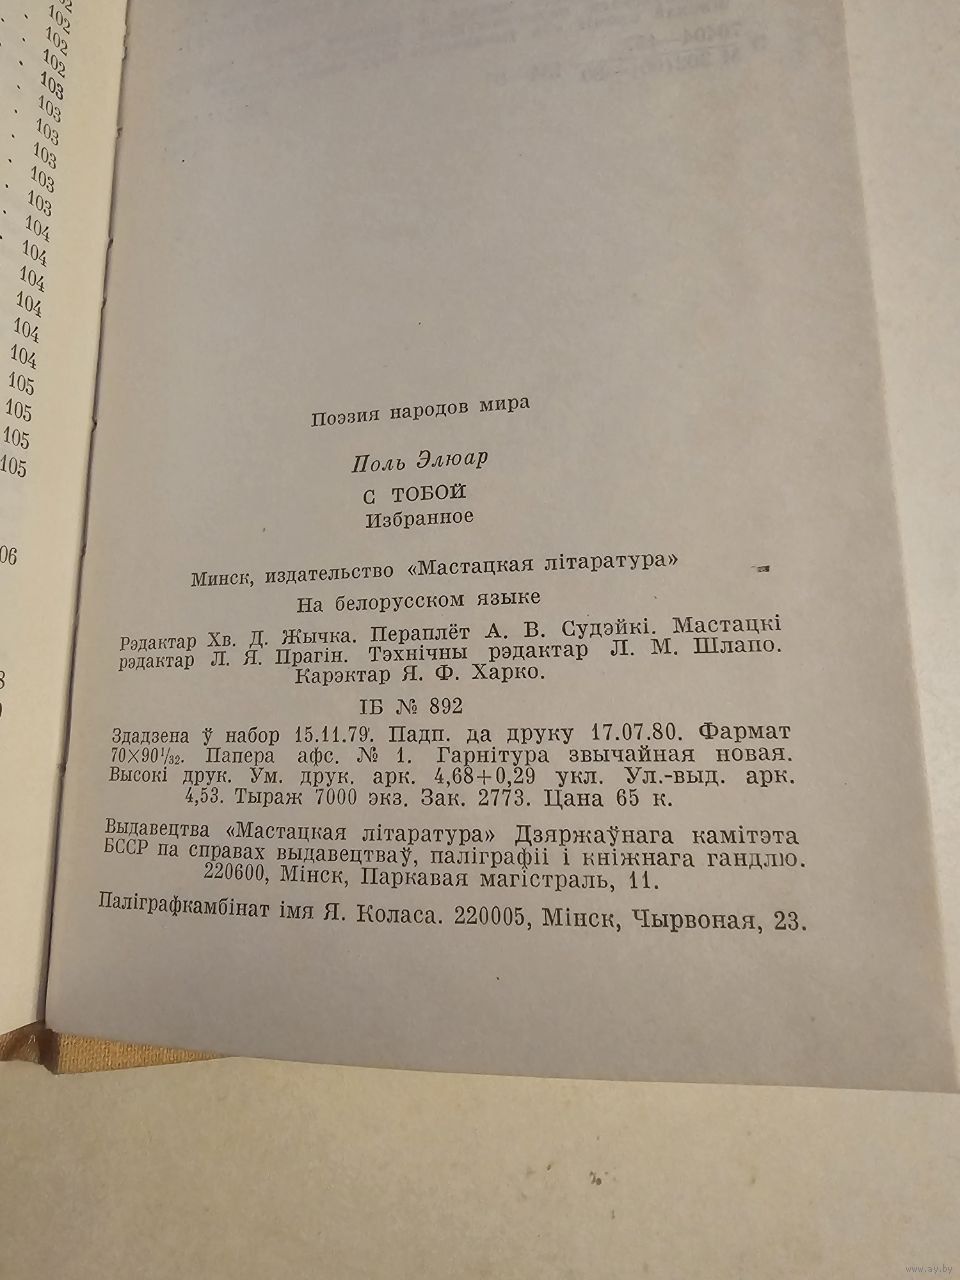 102
102
102
103
103
103
103
103
103
104
104
104
104
104
104
105
105
105
105
06
Поэзия народов мира
Поль Элюар
С ТОБОЙ
Избранное
Минск, издательство «Мастацкая літаратура»
На белорусском языке
Рэдактар Хв. Д. Жычка. Пераплёт А. В. Судэйкі. Мастацкі
рэдактар Л. Я. Прагін. Тэхнічны рэдактар Л. М. Шлапо.
Карэктар Я. Ф. Харко.
ІБ № 892
Здадзена ў набор 15.11.79. Падп. да друку 17.07.80. Фармат
70×90 1/32. Папера афс. № 1. Гарнітура звычайная новая.
Высокі друк. Ум. друк. арк. 4,68+0,29 укл. Ул.-выд. арк.
4,53. Тыраж 7000 экз. Зак. 2773. Цана 65 к.
Выдавецтва «Мастацкая літаратура» Дзяржаўнага камітэта
БССР па справах выдавецтваў, паліграфіі і кніжнага гандлю.
220600, Мінск, Паркавая магістраль, 11.
Паліграфкамбінат імя Я. Коласа. 220005, Мінск, Чырвоная, 23.
www.ay.by